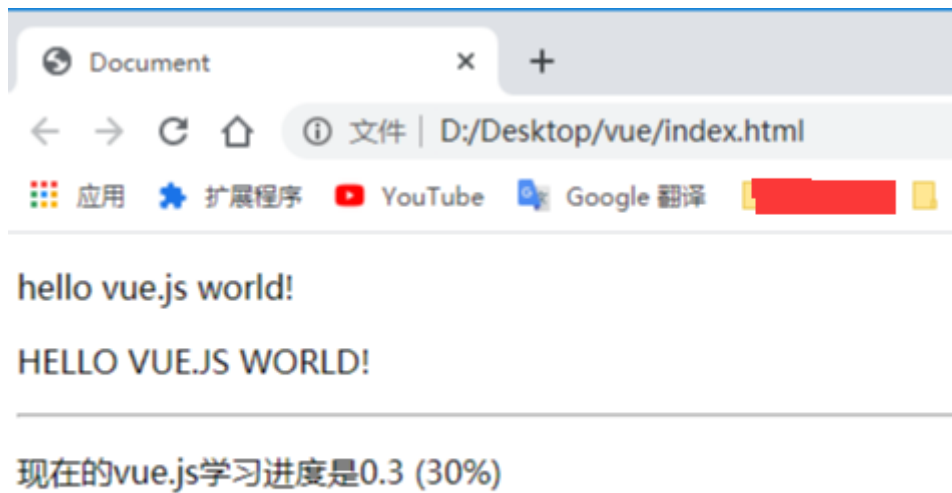 Document
文件 D:/Desktop/vue/index.html
应用 扩展程序 YouTube Google 翻译
hello vue.js world!
HELLO VUE.JS WORLD!
现在的vue.js学习进度是0.3 (30%)